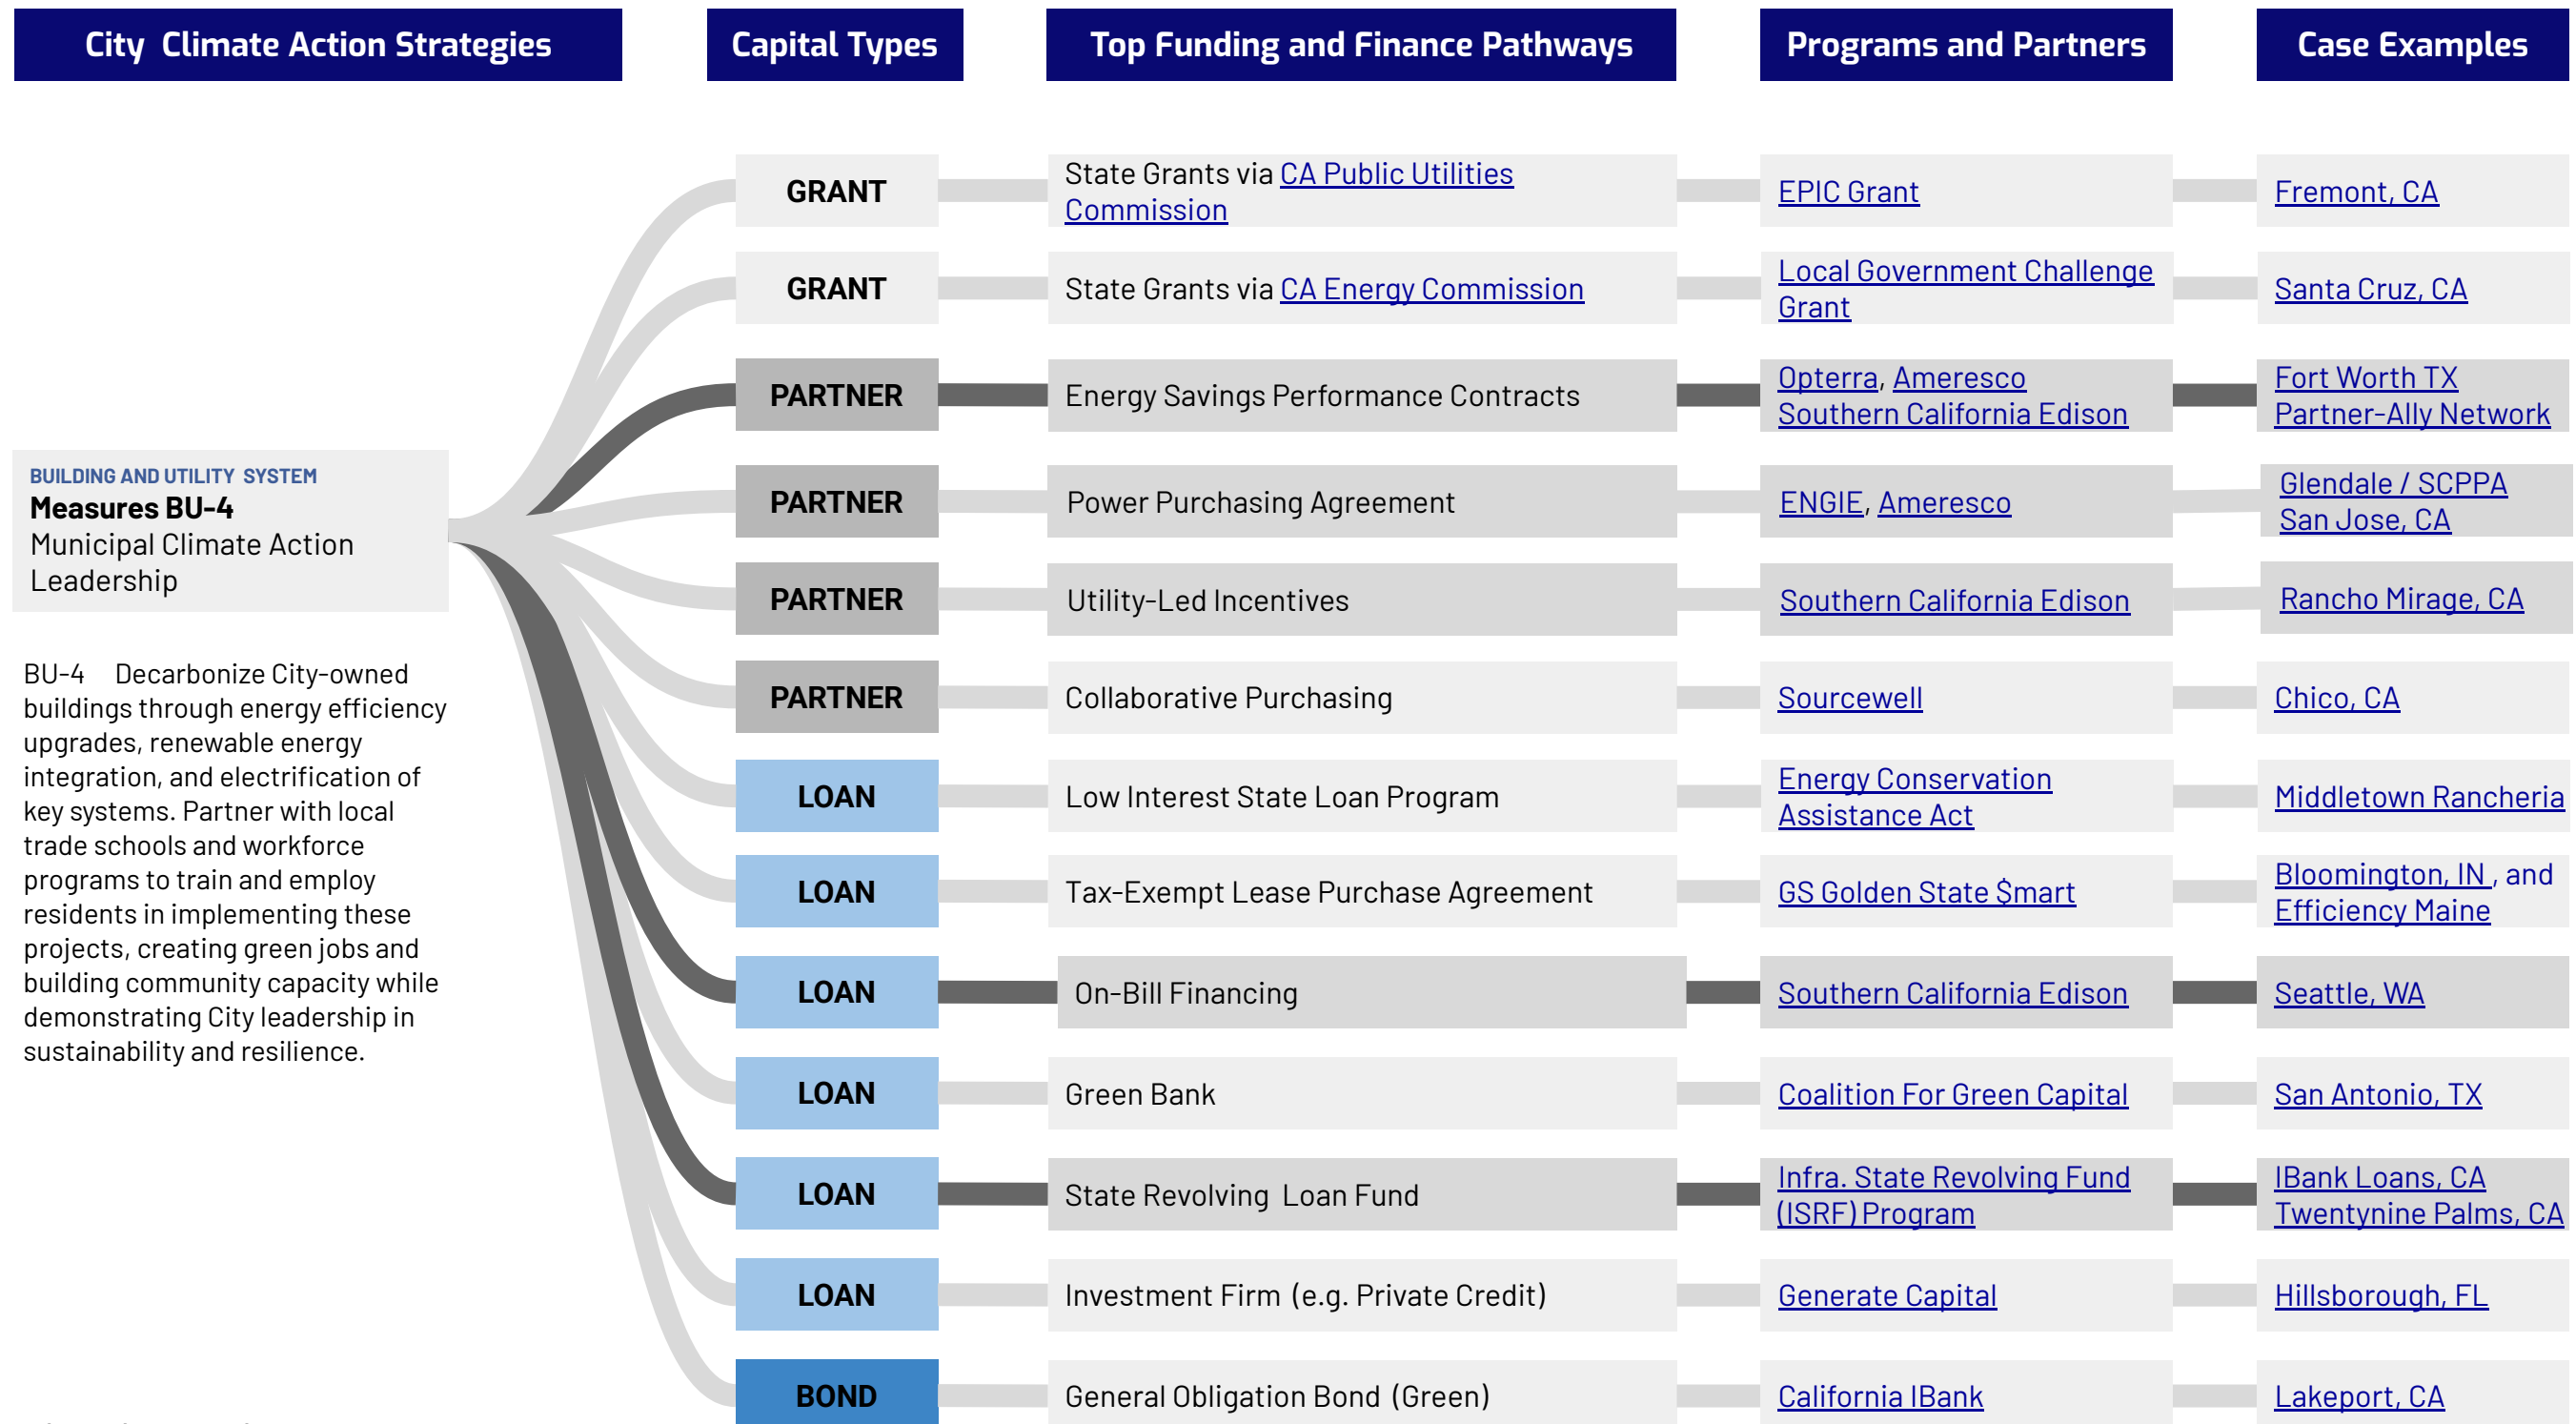 City Climate Action Strategies
Capital Types
Top Funding and Finance Pathways
Programs and Partners
Case Examples
GRANT
State Grants via CA Public Utilities
Commission
EPIC Grant
Fremont, CA
GRANT
State Grants via CA Energy Commission
Local Government Challenge
Grant
Santa Cruz, CA
PARTNER
Energy Savings Performance Contracts
Opterra, Ameresco
Southern California Edison
Fort Worth TX
Partner-Ally Network
BUILDING AND UTILITY SYSTEM
Measures BU-4
Municipal Climate Action
Leadership
PARTNER
Power Purchasing Agreement
ENGIE, Ameresco
Glendale / SCPPA
San Jose, CA
PARTNER
Utility-Led Incentives
Southern California Edison
Rancho Mirage, CA
BU-4 Decarbonize City-owned
buildings through energy efficiency
upgrades, renewable energy
integration, and electrification of
key systems. Partner with local
trade schools and workforce
programs to train and employ
residents in implementing these
projects, creating green jobs and
building community capacity while
demonstrating City leadership in
sustainability and resilience.
PARTNER
Collaborative Purchasing
Sourcewell
Chico, CA
LOAN
Low Interest State Loan Program
Energy Conservation
Assistance Act
Middletown Rancheria
LOAN
Tax-Exempt Lease Purchase Agreement
GS Golden State $mart
Bloomington, IN , and
Efficiency Maine
LOAN
On-Bill Financing
Southern California Edison
Seattle, WA
LOAN
Green Bank
Coalition For Green Capital
San Antonio, TX
LOAN
State Revolving Loan Fund
Infra. State Revolving Fund
(ISRF) Program
IBank Loans, CA
Twentynine Palms, CA
LOAN
Investment Firm (e.g. Private Credit)
Generate Capital
Hillsborough, FL
BOND
General Obligation Bond (Green)
California IBank
Lakeport, CA